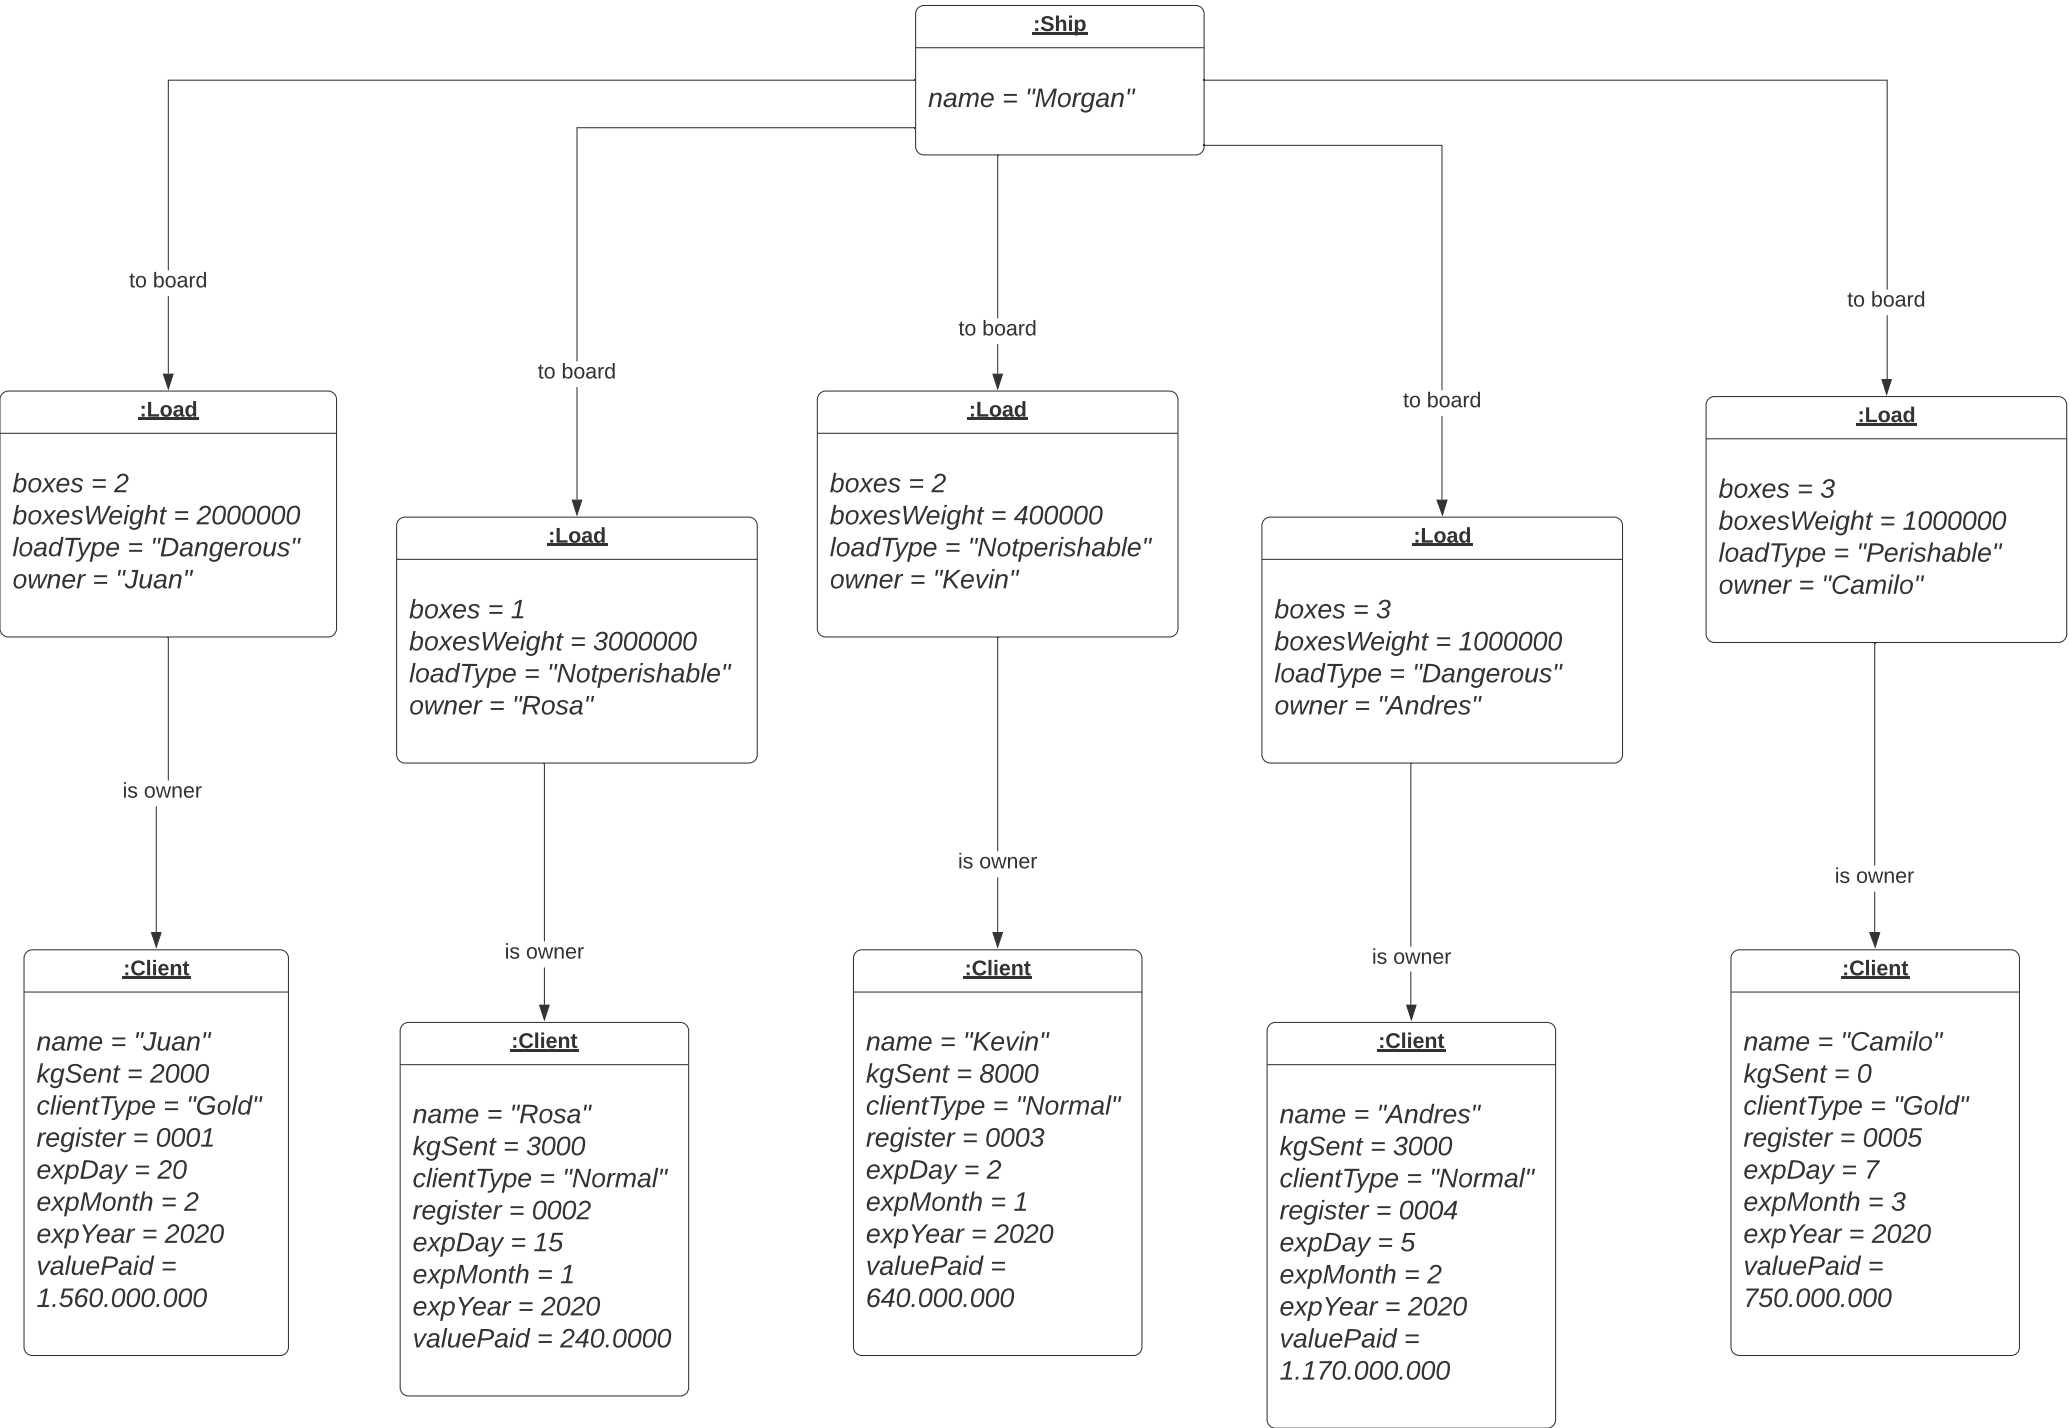 :Ship
name = "Morgan"
to board
to board
to board
to board
to board
:Load
boxes = 2
boxesWeight = 2000000
loadType = "Dangerous"
owner = "Juan"
:Load
boxes = 1
boxesWeight = 3000000
loadType = "Notperishable"
owner = "Rosa"
:Load
boxes = 2
boxesWeight = 400000
loadType = "Notperishable"
owner = "Kevin"
:Load
boxes = 3
boxesWeight = 1000000
loadType = "Dangerous"
owner = "Andres"
:Load
boxes = 3
boxesWeight = 1000000
loadType = "Perishable"
owner = "Camilo"
is owner
is owner
is owner
is owner
is owner
:Client
name = "Juan"
kgSent = 2000
clientType = "Gold"
register = 0001
expDay = 20
expMonth = 2
expYear = 2020
valuePaid =
1.560.000.000
:Client
name = "Rosa"
kgSent = 3000
clientType = "Normal"
register = 0002
expDay = 15
expMonth = 1
expYear = 2020
valuePaid = 240.0000
:Client
name = "Kevin"
kgSent = 8000
clientType = "Normal"
register = 0003
expDay = 2
expMonth = 1
expYear = 2020
valuePaid =
640.000.000
:Client
name = "Andres"
kgSent = 3000
clientType = "Normal"
register = 0004
expDay = 5
expMonth = 2
expYear = 2020
valuePaid =
1.170.000.000
:Client
name = "Camilo"
kgSent = 0
clientType = "Gold"
register = 0005
expDay = 7
expMonth = 3
expYear = 2020
valuePaid =
750.000.000